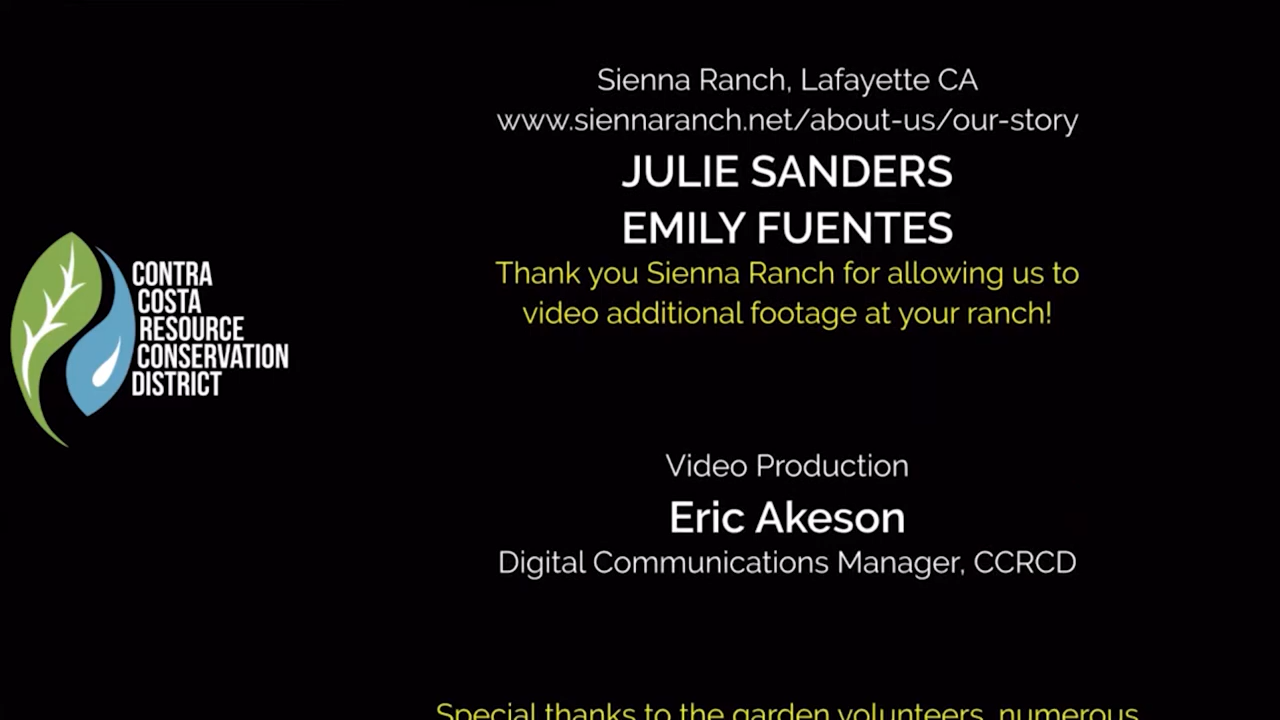 Sienna Ranch, Lafayette CA
www.siennaranch.net/about-us/our-story
JULIE SANDERS
EMILY FUENTES
Thank you Sienna Ranch for allowing us to
video additional footage at your ranch!
CONTRA
COSTA
RESOURCE
CONSERVATION
DISTRICT
Video Production
Eric Akeson
Digital Communications Manager, CCRCD
Special thanks to the garden volunteers, numerous